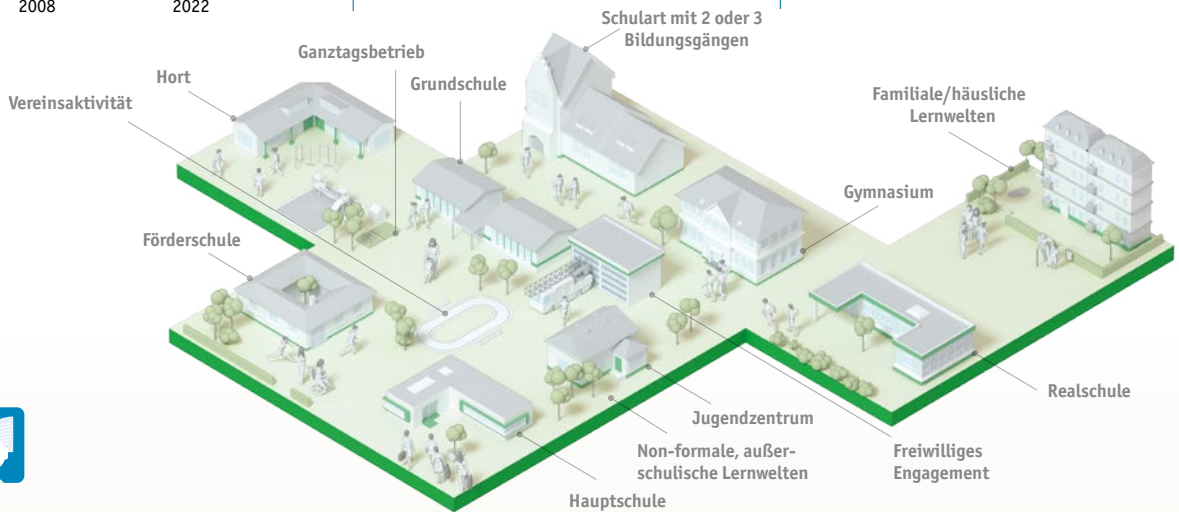 2008
2022
Schulart mit 2 oder 3
Bildungsgängen
Ganztagsbetrieb
Hort
Grundschule
Vereinsaktivität
Familiale/häusliche
Lernwelten
Gymnasium
Förderschule
Realschule
Jugendzentrum
Non-formale, außer-
schulische Lernwelten
Freiwilliges
Engagement
Hauptschule